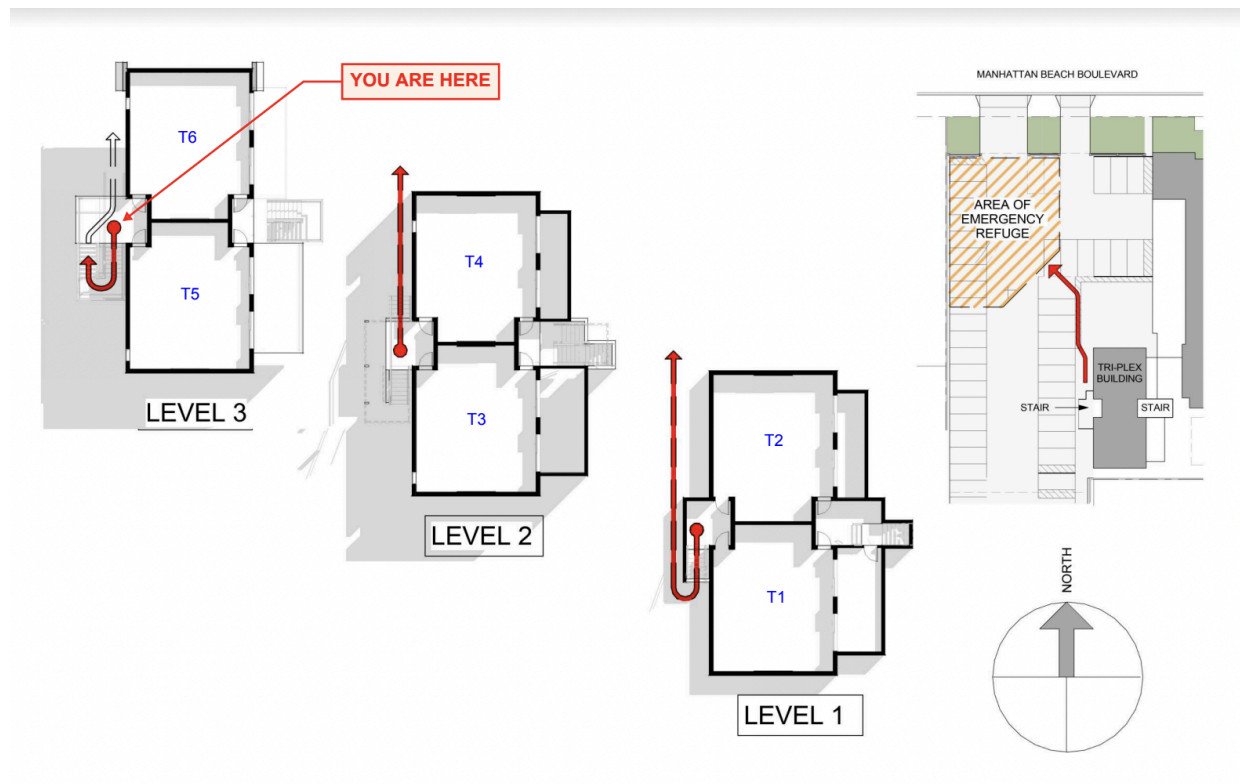 YOU ARE HERE
T6
T5
LEVEL 3
T4
T3
LEVEL 2
T2
T1
LEVEL 1
MANHATTAN BEACH BOULEVARD
AREA OF
EMERGENCY
REFUGE
TRI-PLEX
BUILDING
STAIR
STAIR
NORTH